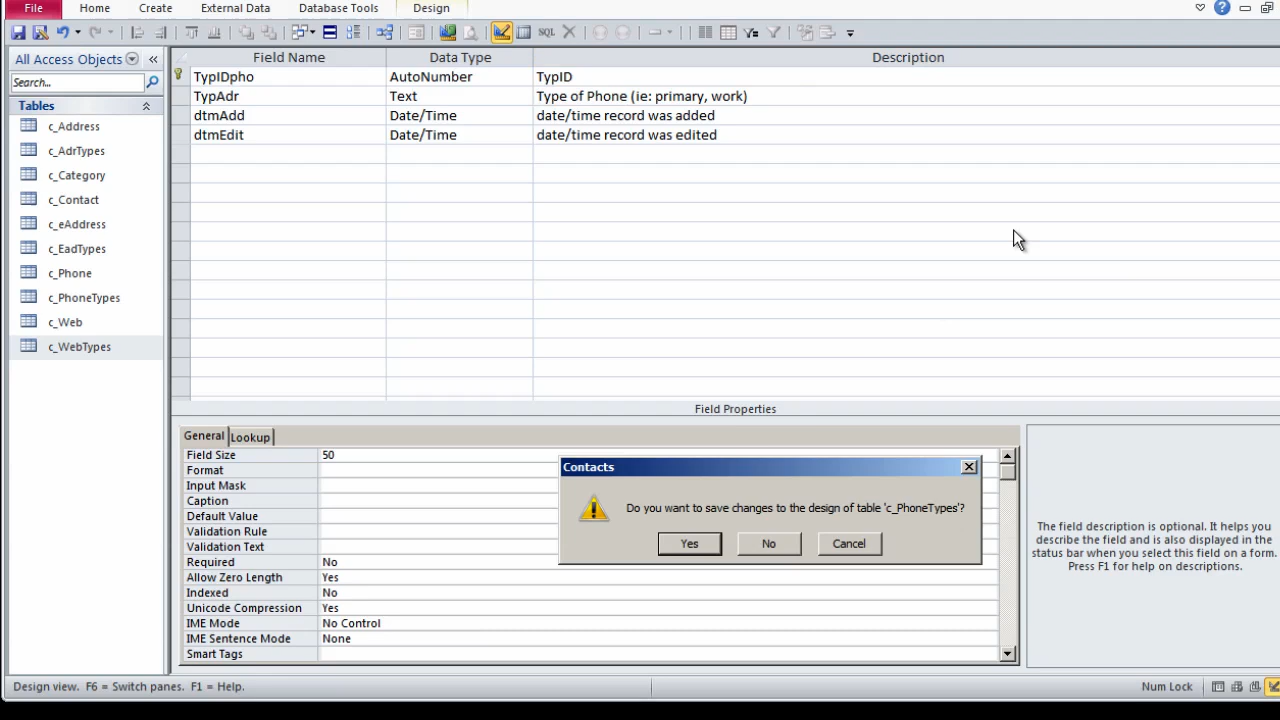 File Home Create External Data Database Tools Design
SQL
All Access Objects
Search...
Tables
c_Address
c_AdrTypes
c_Category
c_Contact
c_eAddress
c_EadTypes
c_Phone
c_PhoneTypes
c_Web
c_WebTypes
Field Name Data Type Description
TypIDpho AutoNumber TypID
TypAdr Text Type of Phone (ie: primary, work)
dtmAdd Date/Time date/time record was added
dtmEdit Date/Time date/time record was edited
Field Properties
General Lookup
Field Size 50
Format
Input Mask
Caption
Default Value
Validation Rule
Validation Text
Required No
Allow Zero Length Yes
Indexed No
Unicode Compression Yes
IME Mode No Control
IME Sentence Mode None
Smart Tags
Contacts
Do you want to save changes to the design of table 'c_PhoneTypes'?
Yes No Cancel
The field description is optional. It helps you
describe the field and is also displayed in the
status bar when you select this field on a form.
Press F1 for help on descriptions.
Design view. F6 = Switch panes. F1 = Help.
Num Lock